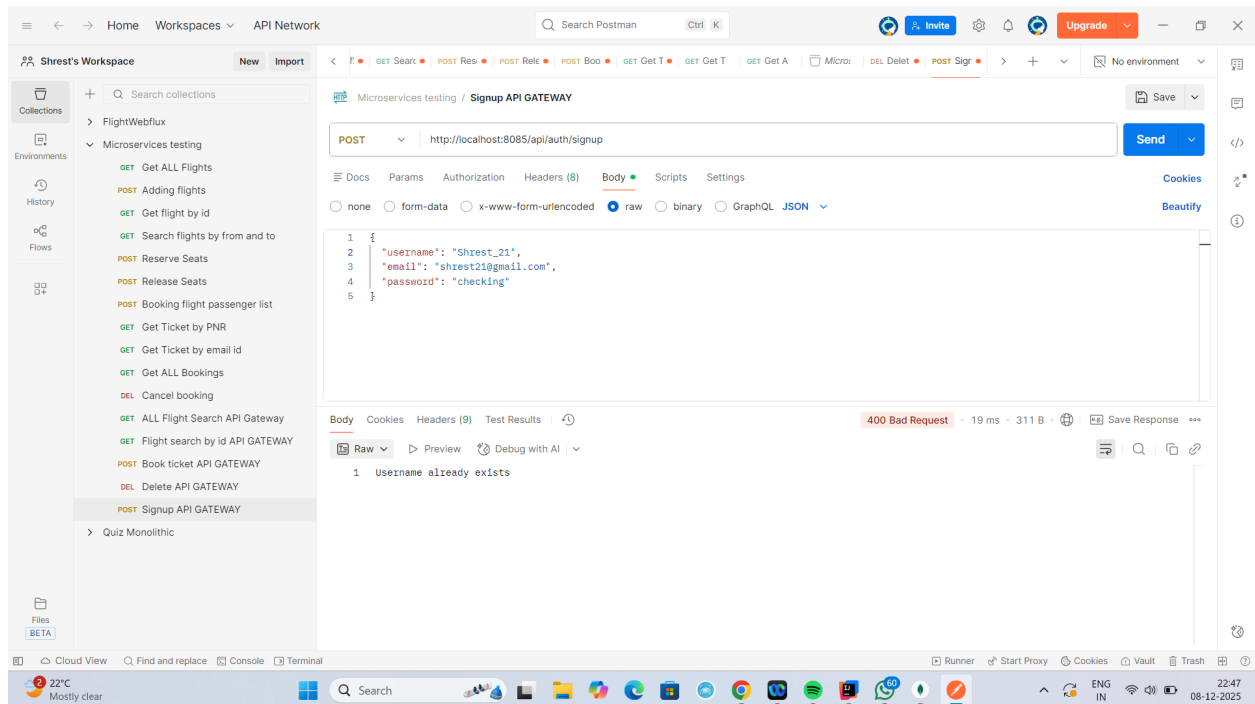 Home Workspaces API Network
Search Postman Ctrl K
Invite Upgrade
Shrest's Workspace New Import
GET Searc POST Res POST Rele POST Boo GET Get T GET Get T GET Get A Micro: DEL Delet POST Sigr No environment
Collections
Environments
History
Flows
Files
BETA
Search collections
FlightWebflux
Microservices testing
GET Get ALL Flights
POST Adding flights
GET Get flight by id
GET Search flights by from and to
POST Reserve Seats
POST Release Seats
POST Booking flight passenger list
GET Get Ticket by PNR
GET Get Ticket by email id
GET Get ALL Bookings
DEL Cancel booking
GET ALL Flight Search API Gateway
GET Flight search by id API GATEWAY
POST Book ticket API GATEWAY
DEL Delete API GATEWAY
POST Signup API GATEWAY
Quiz Monolithic
HTTP Microservices testing / Signup API GATEWAY Save
POST http://localhost:8085/api/auth/signup Send
Docs Params Authorization Headers (8) Body Scripts Settings Cookies
none form-data x-www-form-urlencoded raw binary GraphQL JSON Beautify
1 {
2 "username": "Shrest_21",
3 "email": "shrest21@gmail.com",
4 "password": "checking"
5 }
Body Cookies Headers (9) Test Results 400 Bad Request 19 ms 311 B Save Response
Raw Preview Debug with AI
1 Username already exists
Cloud View Find and replace Console Terminal Runner Start Proxy Cookies Vault Trash
2 22°C
Mostly clear
Search
60
ENG
IN
22:47
08-12-2025